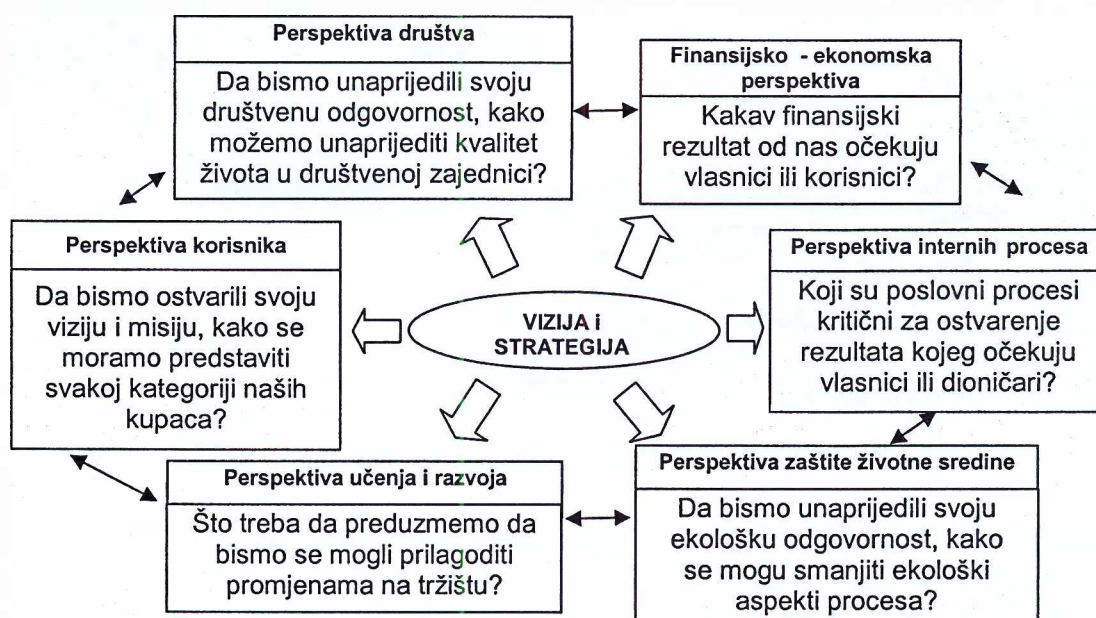 Perspektiva društva
Da bismo unaprijedili svoju
društvenu odgovornost, kako
možemo unaprijediti kvalitet
života u društvenoj zajednici?
Finansijsko - ekonomska
perspektiva
Kakav finansijski
rezultat od nas očekuju
vlasnici ili korisnici?
Perspektiva korisnika
Da bismo ostvarili svoju
viziju i misiju, kako se
moramo predstaviti
svakoj kategoriji naših
kupaca?
VIZIJA i
STRATEGIJA
Perspektiva internih procesa
Koji su poslovni procesi
kritični za ostvarenje
rezultata kojeg očekuju
vlasnici ili dioničari?
Perspektiva učenja i razvoja
Što treba da preduzmemo da
bismo se mogli prilagoditi
promjenama na tržištu?
Perspektiva zaštite životne sredine
Da bismo unaprijedili svoju
ekološku odgovornost, kako
se mogu smanjiti ekološki
aspekti procesa?